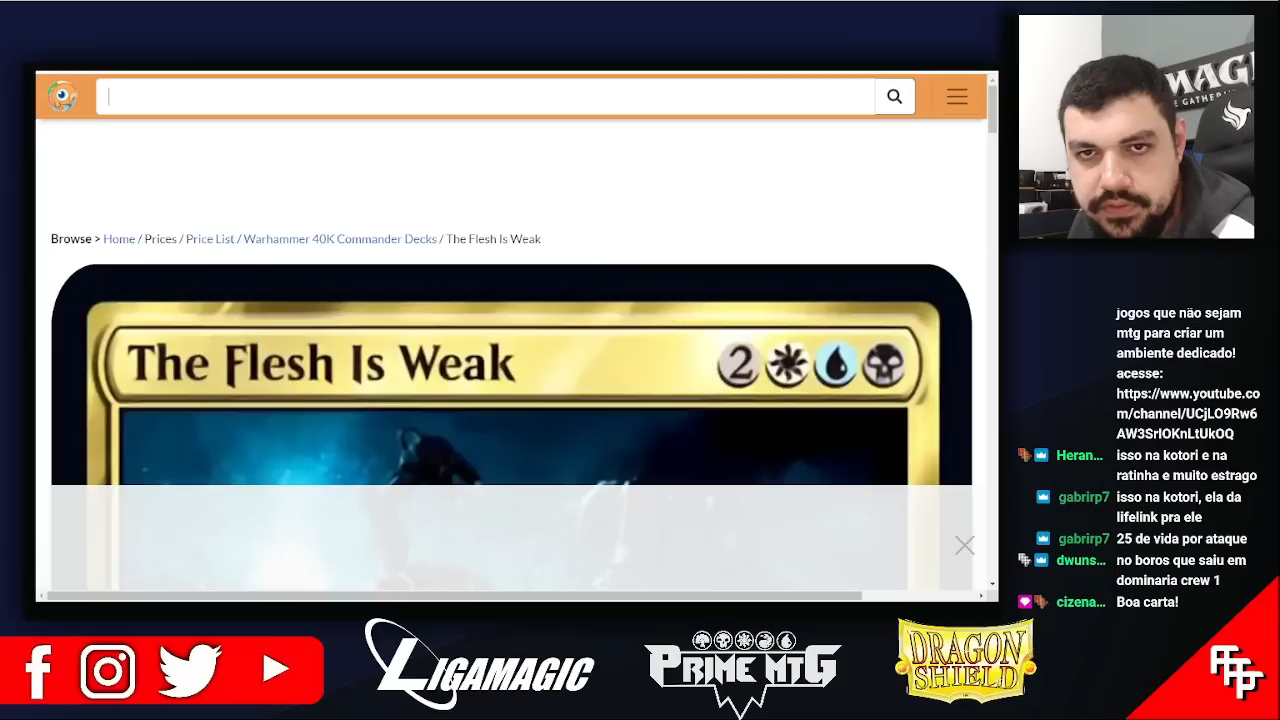 Browse > Home / Prices / Price List / Warhammer 40K Commander Decks / The Flesh Is Weak
The Flesh Is Weak
2
MAGI
E GATHERI
jogos que não sejam
mtg para criar um
ambiente dedicado!
acesse:
https://www.youtube.co
m/channel/UCjLO9Rw6
AW3SrIOKnLtUkOQ
Heran... isso na kotori e na
ratinha e muito estrago
gabrirp7 isso na kotori, ela da
lifelink pra ele
gabrirp7 25 de vida por ataque
dwuns... no boros que saiu em
dominaria crew 1
cizena... Boa carta!
LIGAMAGIC
PRIME MTG
DRAGON
SHIELD